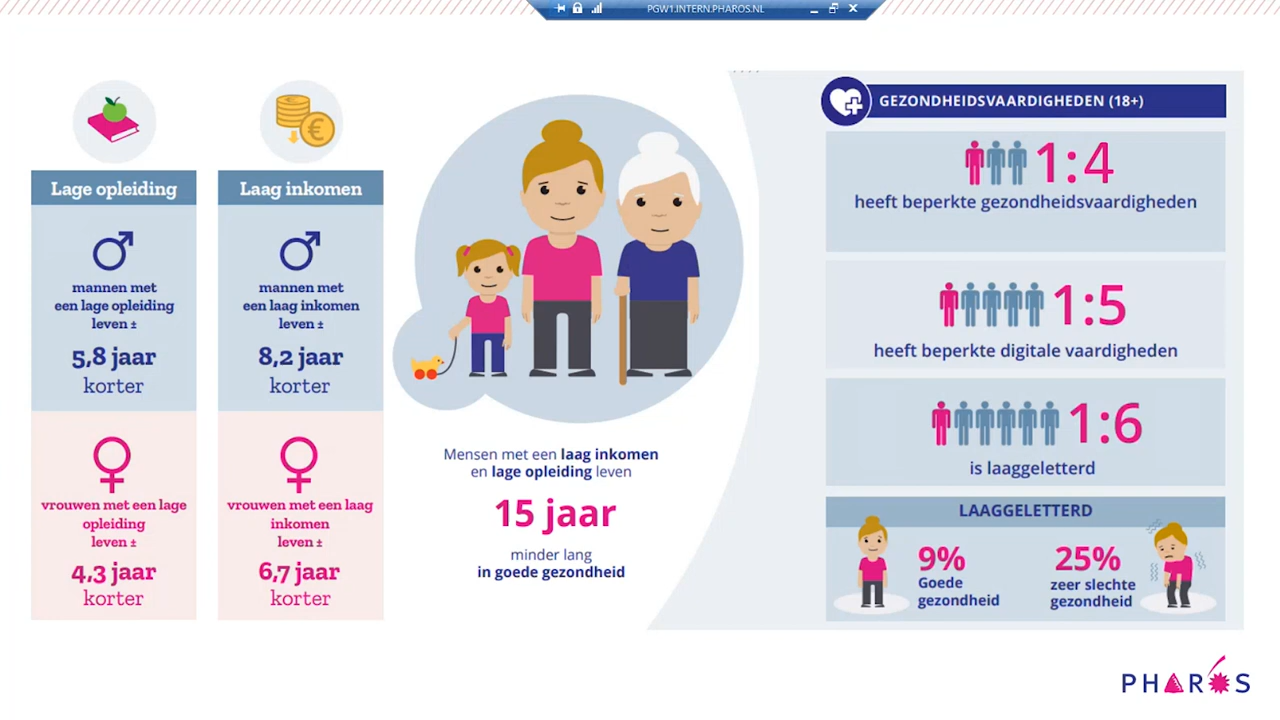 PGW1.INTERN.PHAROS.NL
Lage opleiding
mannen met
een lage opleiding
leven ±
5,8 jaar
korter
vrouwen met een lage
opleiding
leven ±
4,3 jaar
korter
Laag inkomen
mannen met
een laag inkomen
leven ±
8,2 jaar
korter
vrouwen met een laag
inkomen
leven ±
6,7 jaar
korter
Mensen met een laag inkomen
en lage opleiding leven
15 jaar
minder lang
in goede gezondheid
GEZONDHEIDSVAARDIGHEDEN (18+)
1:4
heeft beperkte gezondheidsvaardigheden
1:5
heeft beperkte digitale vaardigheden
1:6
is laaggeletterd
LAAGGELETTERD
9%
Goede
gezondheid
25%
zeer slechte
gezondheid
PHAROS